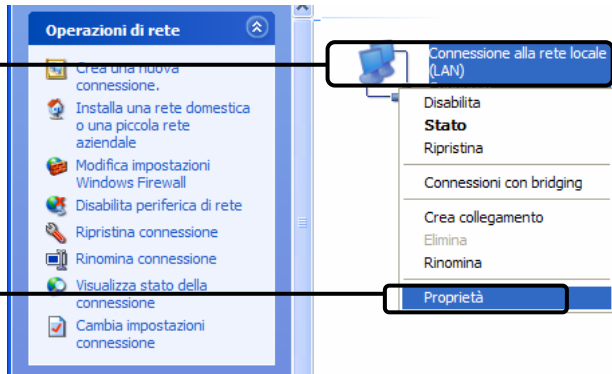 Operazioni di rete
Crea una nuova
connessione.
Installa una rete domestica
o una piccola rete
aziendale
Modifica impostazioni
Windows Firewall
Disabilita periferica di rete
Ripristina connessione
Rinomina connessione
Visualizza stato della
connessione
Cambia impostazioni
connessione
Connessione alla rete locale
(LAN)
Disabilita
Stato
Ripristina
Connessioni con bridging
Crea collegamento
Elimina
Rinomina
Proprietà